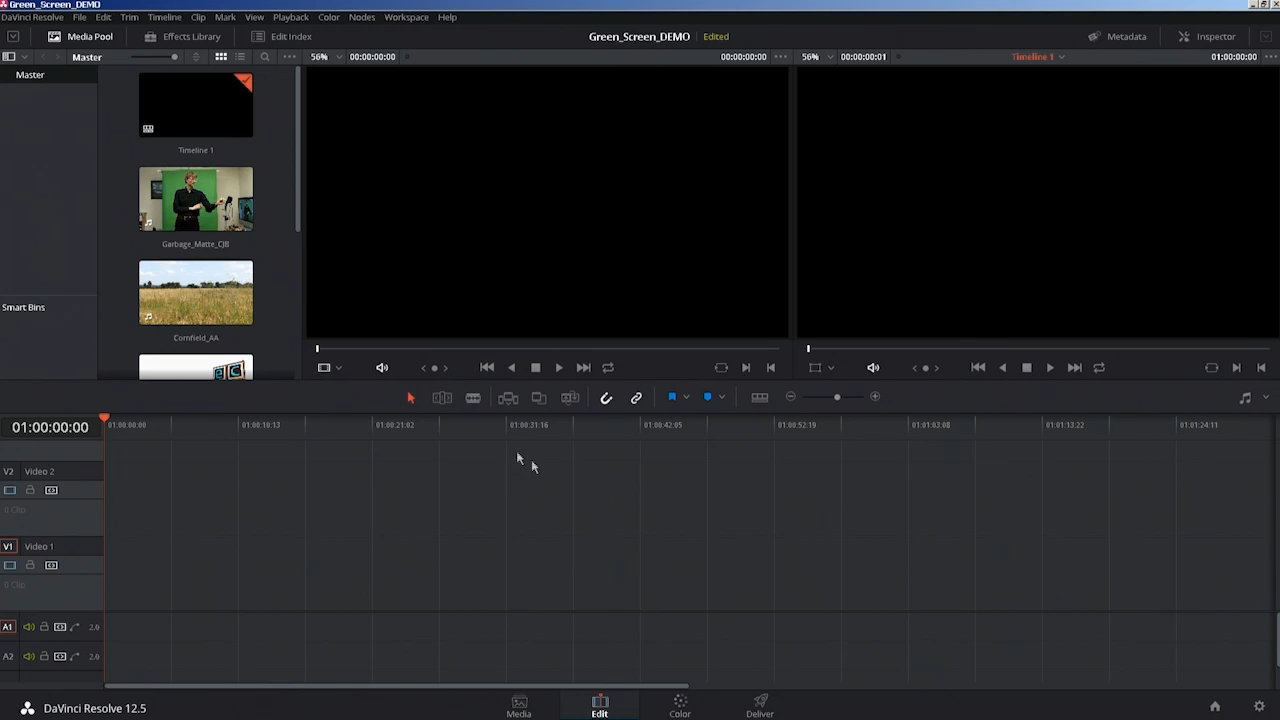 Green_Screen_DEMO
DaVinci Resolve File Edit Trim Timeline Clip Mark View Playback Color Nodes Workspace Help
Media Pool Effects Library Edit Index Green_Screen_DEMO Edited Metadata Inspector
Master 56% 00:00:00:00 00:00:00:00 56% 00:00:00:01 Timeline 1 01:00:00:00
Master
Timeline 1
Garbage_Matte_CJB
Smart Bins
Cornfield_AA
01:00:00:00 01:00:00:00 01:00:10:13 01:00:21:02 01:00:31:16 01:00:42:05 01:00:52:19 01:01:03:08 01:01:13:22 01:01:24:11
V2 Video 2
0 Clip
V1 Video 1
0 Clip
A1 2.0
A2 2.0
DaVinci Resolve 12.5 Media Edit Color Deliver